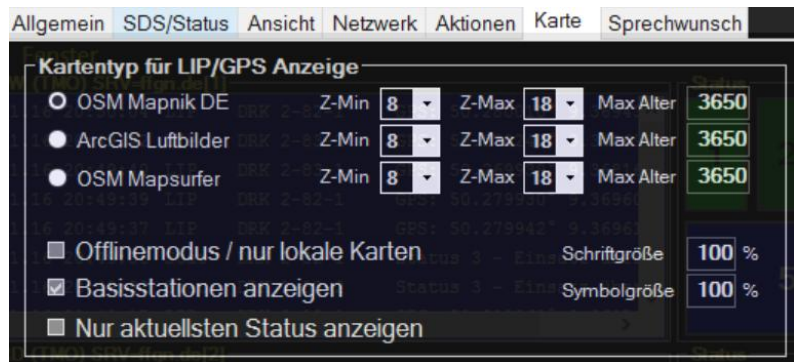 Allgemein SDS/Status Ansicht Netzwerk Aktionen Karte Sprechwunsch
Kartentyp für LIP/GPS Anzeige
OSM Mapnik DE Z-Min 8 Z-Max 18 Max Alter 3650
ArcGIS Luftbilder Z-Min 8 Z-Max 18 Max Alter 3650
OSM Mapsurfer Z-Min 8 Z-Max 18 Max Alter 3650
Offlinemodus / nur lokale Karten Schriftgröße 100 %
Basisstationen anzeigen Symbolgröße 100 %
Nur aktuellsten Status anzeigen